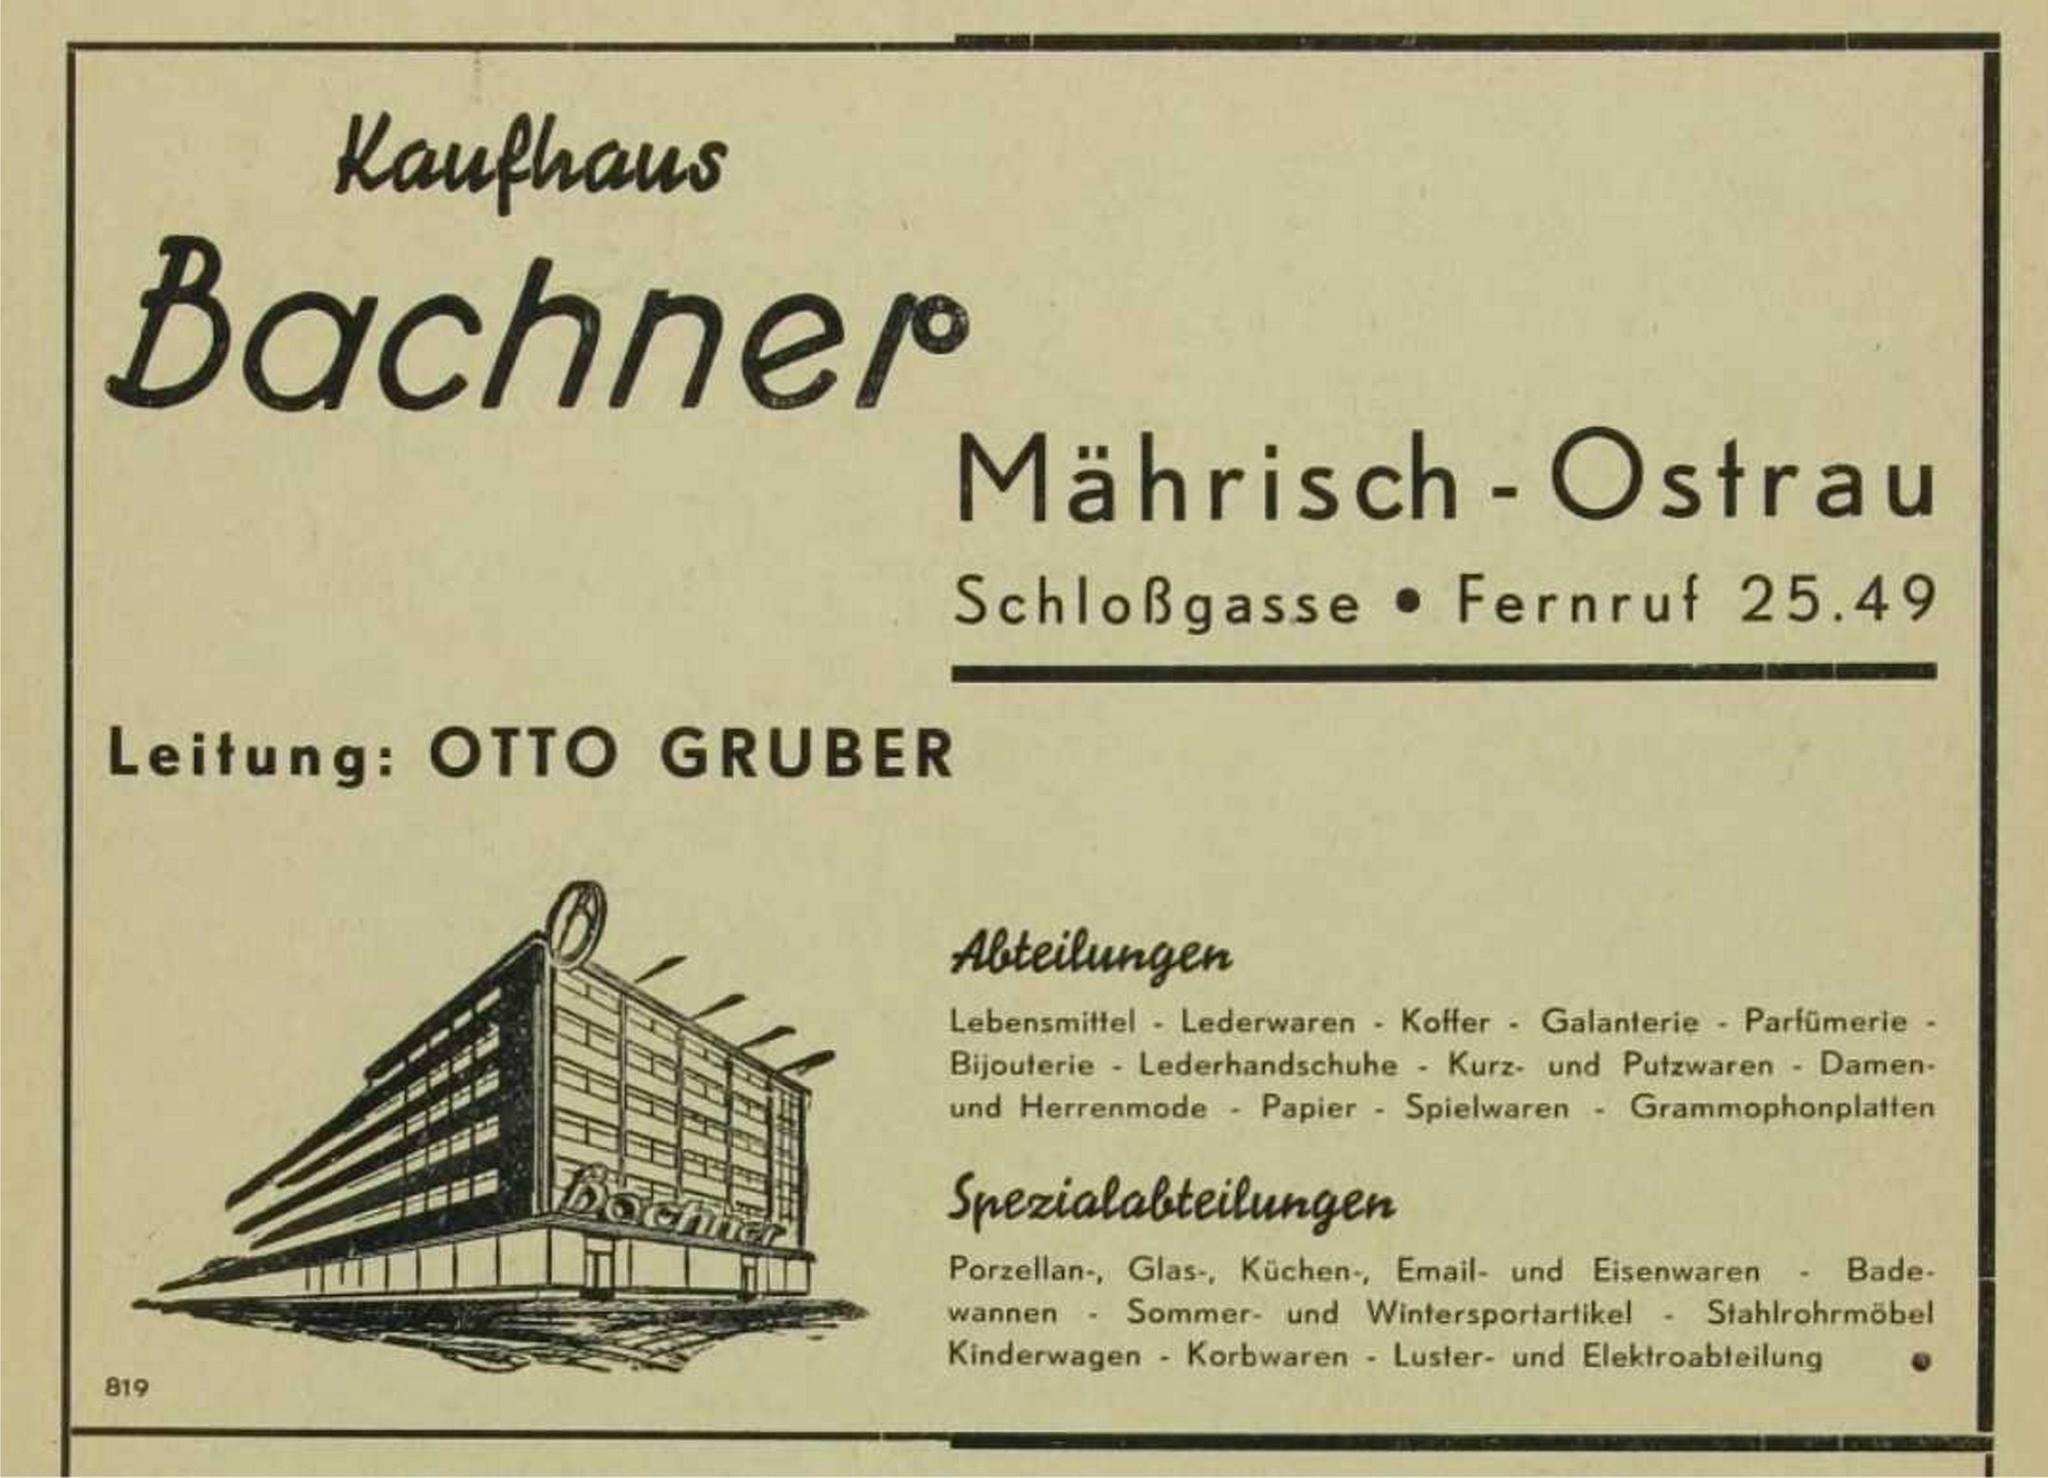 Kaufhaus
Bachner
Mährisch-Ostrau
Schloßgasse • Fernruf 25.49
Leitung: OTTO GRUBER
B
Bachner
Abteilungen
Lebensmittel - Lederwaren - Koffer - Galanterie - Parfümerie -
Bijouterie - Lederhandschuhe - Kurz- und Putzwaren - Damen-
und Herrenmode - Papier - Spielwaren - Grammophonplatten
Spezialabteilungen
Porzellan-, Glas-, Küchen-, Email- und Eisenwaren - Bade-
wannen - Sommer- und Wintersportartikel - Stahlrohrmöbel
Kinderwagen - Korbwaren - Luster- und Elektroabteilung •
819